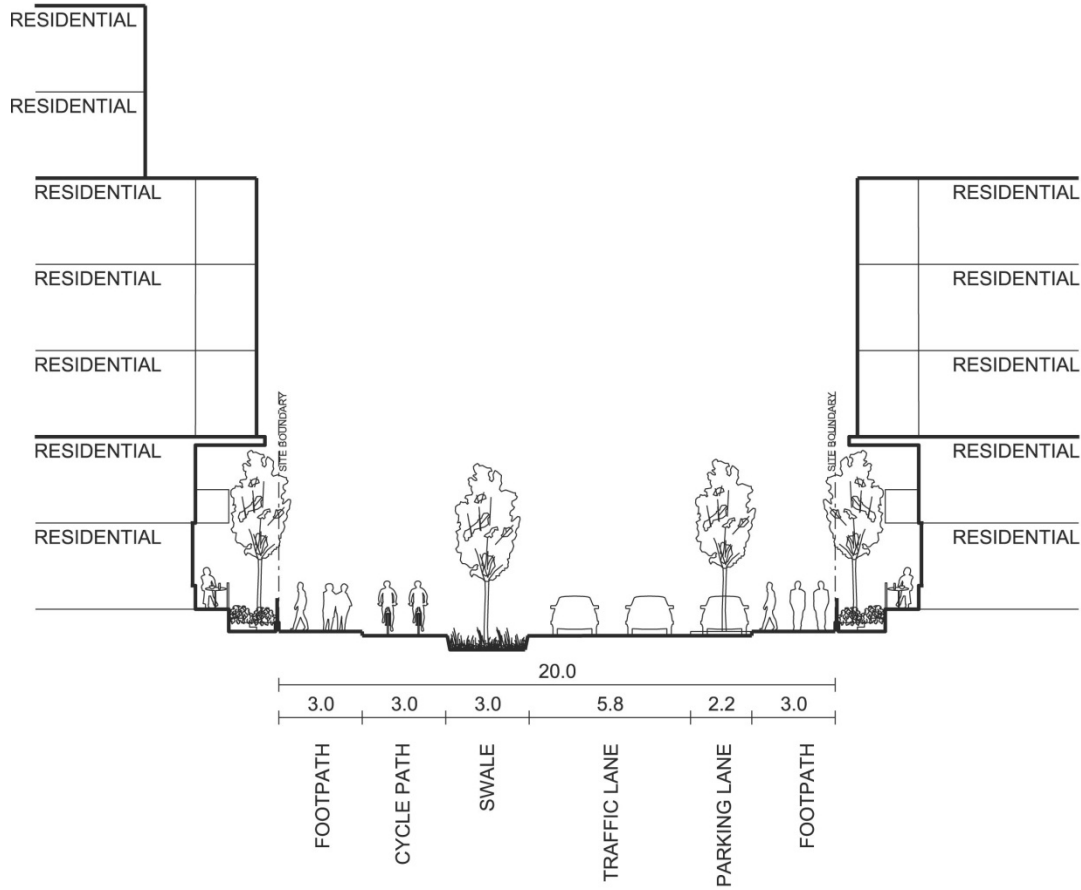 RESIDENTIAL
RESIDENTIAL
RESIDENTIAL RESIDENTIAL
RESIDENTIAL RESIDENTIAL
RESIDENTIAL RESIDENTIAL
SITE BOUNDARY SITE BOUNDARY
RESIDENTIAL RESIDENTIAL
RESIDENTIAL RESIDENTIAL
20.0
3.0 3.0 3.0 5.8 2.2 3.0
FOOTPATH
CYCLE PATH
SWALE
TRAFFIC LANE
PARKING LANE
FOOTPATH